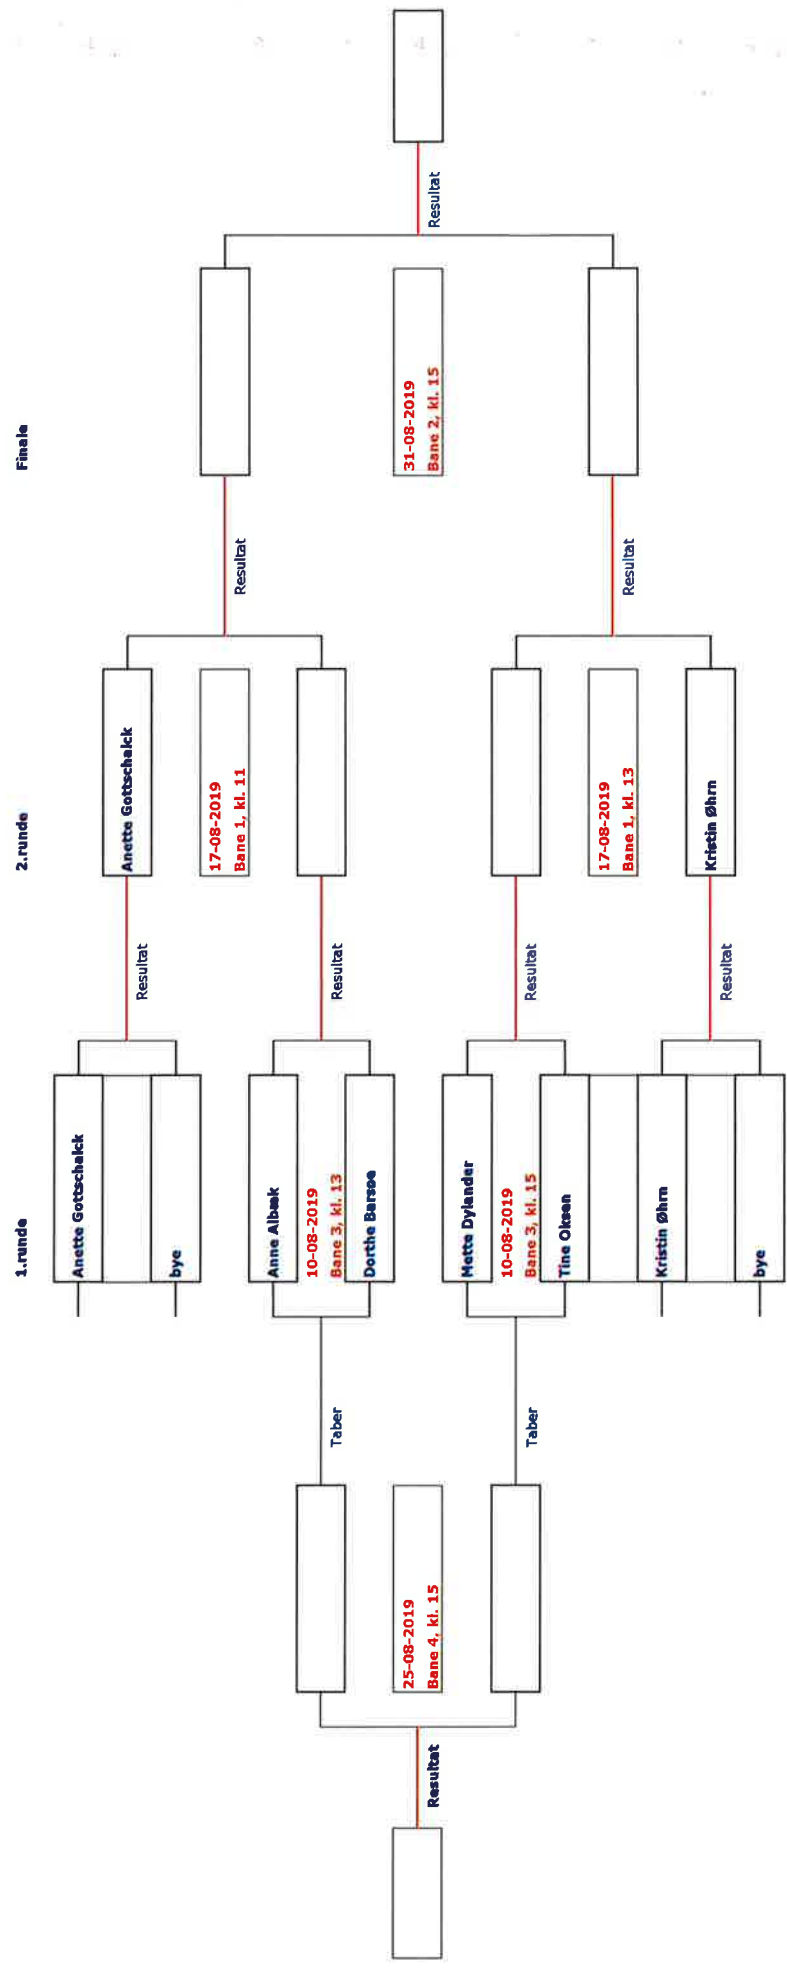 1.runde
2.runde
Finale
Anette Gottschalck
bye
Resultat
Anette Gottschalck
17-08-2019
Bane 1, kl. 11
Resultat
Anne Albæk
10-08-2019
Bane 3, kl. 13
Dorthe Barsøe
Resultat
Taber
25-08-2019
Bane 4, kl. 15
Resultat
31-08-2019
Bane 2, kl. 15
Resultat
Mette Dylander
10-08-2019
Bane 3, kl. 15
Tine Oksen
Taber
Resultat
17-08-2019
Bane 1, kl. 13
Resultat
Kristin Øhrn
bye
Resultat
Kristin Øhrn